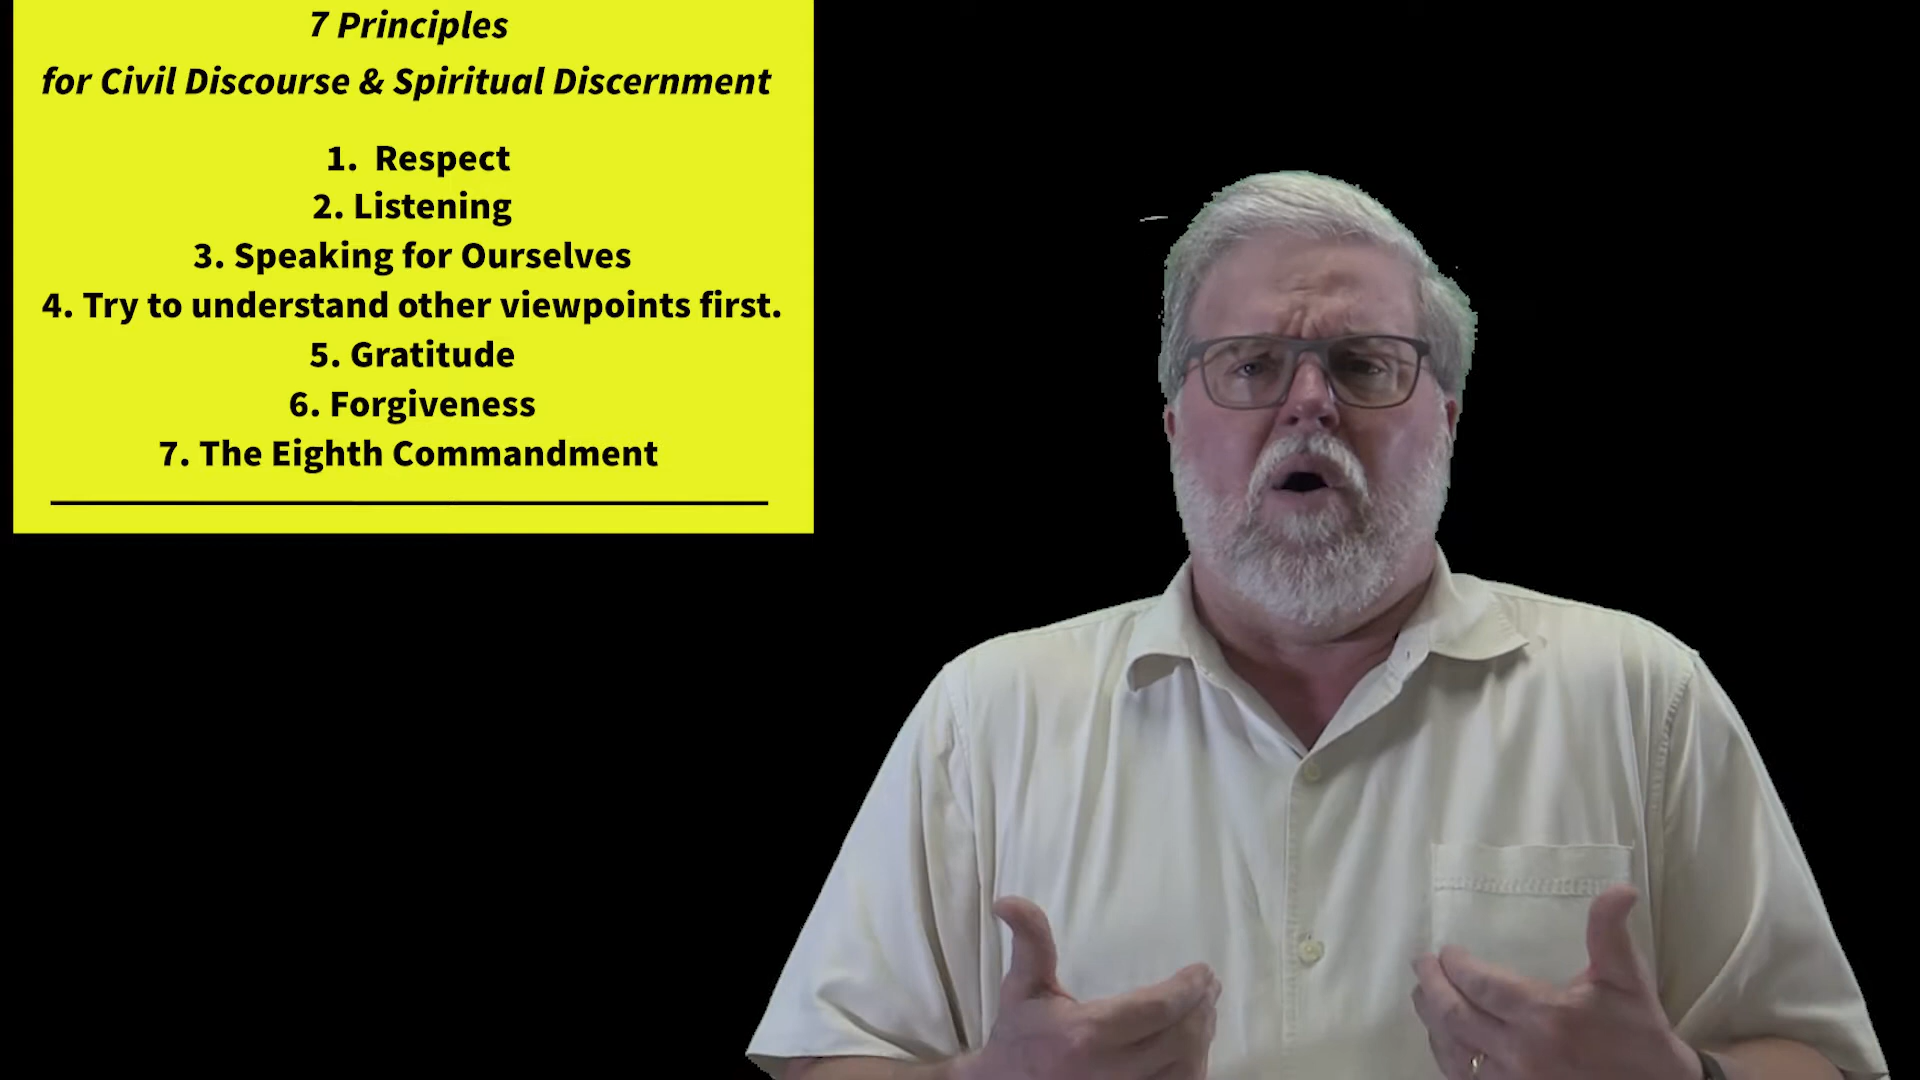 7 Principles
for Civil Discourse & Spiritual Discernment
1. Respect
2. Listening
3. Speaking for Ourselves
4. Try to understand other viewpoints first.
5. Gratitude
6. Forgiveness
7. The Eighth Commandment